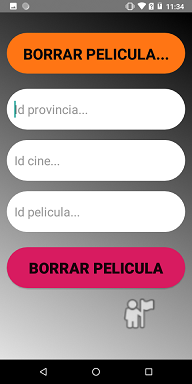 11:34
BORRAR PELICULA...
Id provincia...
Id cine...
Id pelicula...
BORRAR PELICULA